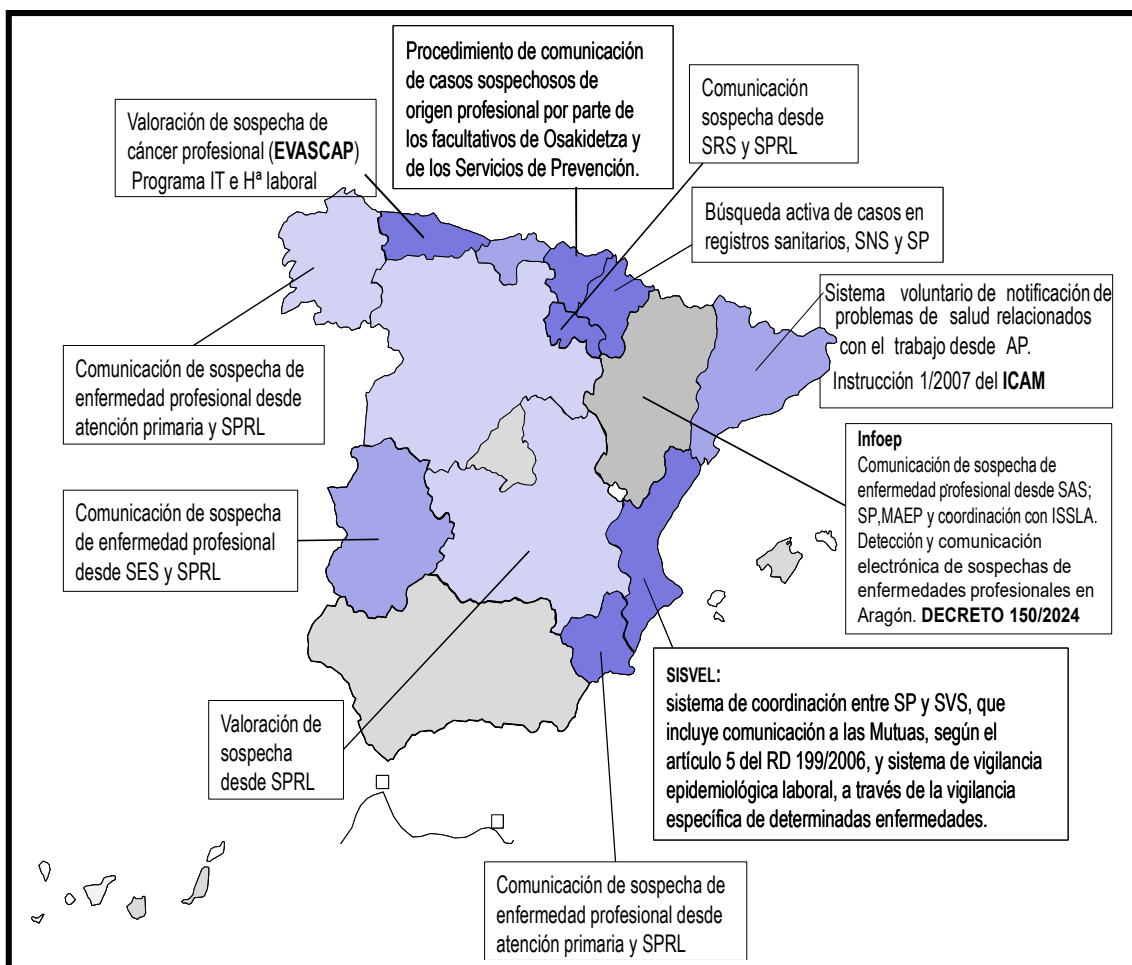 Procedimiento de comunicación
de casos sospechosos de
origen profesional por parte de
los facultativos de Osakidetza y
de los Servicios de Prevención.
Comunicación
sospecha desde
SRS y SPRL
Valoración de sospecha de
cáncer profesional (EVASCAP)
Programa IT e Hª laboral
Búsqueda activa de casos en
registros sanitarios, SNS y SP
Sistema voluntario de notificación de
problemas de salud relacionados
con el trabajo desde AP.
Instrucción 1/2007 del ICAM
Comunicación de sospecha de
enfermedad profesional desde
atención primaria y SPRL
Infoep
Comunicación de sospecha de
enfermedad profesional desde SAS;
SP,MAEP y coordinación con ISSLA.
Detección y comunicación
electrónica de sospechas de
enfermedades profesionales en
Aragón. DECRETO 150/2024
Comunicación de sospecha
de enfermedad profesional
desde SES y SPRL
SISVEL:
sistema de coordinación entre SP y SVS, que
incluye comunicación a las Mutuas, según el
artículo 5 del RD 199/2006, y sistema de vigilancia
epidemiológica laboral, a través de la vigilancia
específica de determinadas enfermedades.
Valoración de
sospecha
desde SPRL
Comunicación de sospecha de
enfermedad profesional desde
atención primaria y SPRL